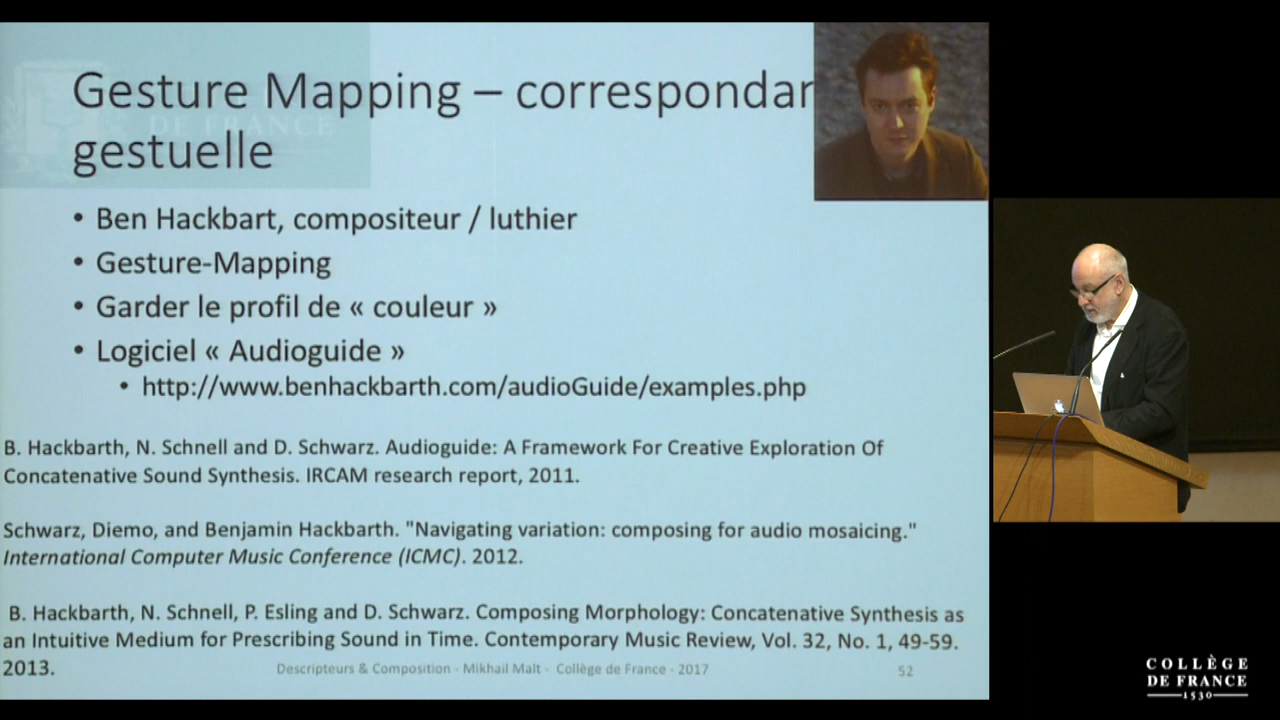 Gesture Mapping – correspondan
gestuelle
DE FRANCE
• Ben Hackbart, compositeur / luthier
• Gesture-Mapping
• Garder le profil de « couleur »
• Logiciel « Audioguide »
• http://www.benhackbarth.com/audioGuide/examples.php
B. Hackbarth, N. Schnell and D. Schwarz. Audioguide: A Framework For Creative Exploration Of
Concatenative Sound Synthesis. IRCAM research report, 2011.
Schwarz, Diemo, and Benjamin Hackbarth. "Navigating variation: composing for audio mosaicing."
International Computer Music Conference (ICMC). 2012.
B. Hackbarth, N. Schnell, P. Esling and D. Schwarz. Composing Morphology: Concatenative Synthesis as
an Intuitive Medium for Prescribing Sound in Time. Contemporary Music Review, Vol. 32, No. 1, 49-59.
2013.
Descripteurs & Composition - Mikhail Malt - Collège de France - 2017
52
COLLÈGE
DE FRANCE
1530